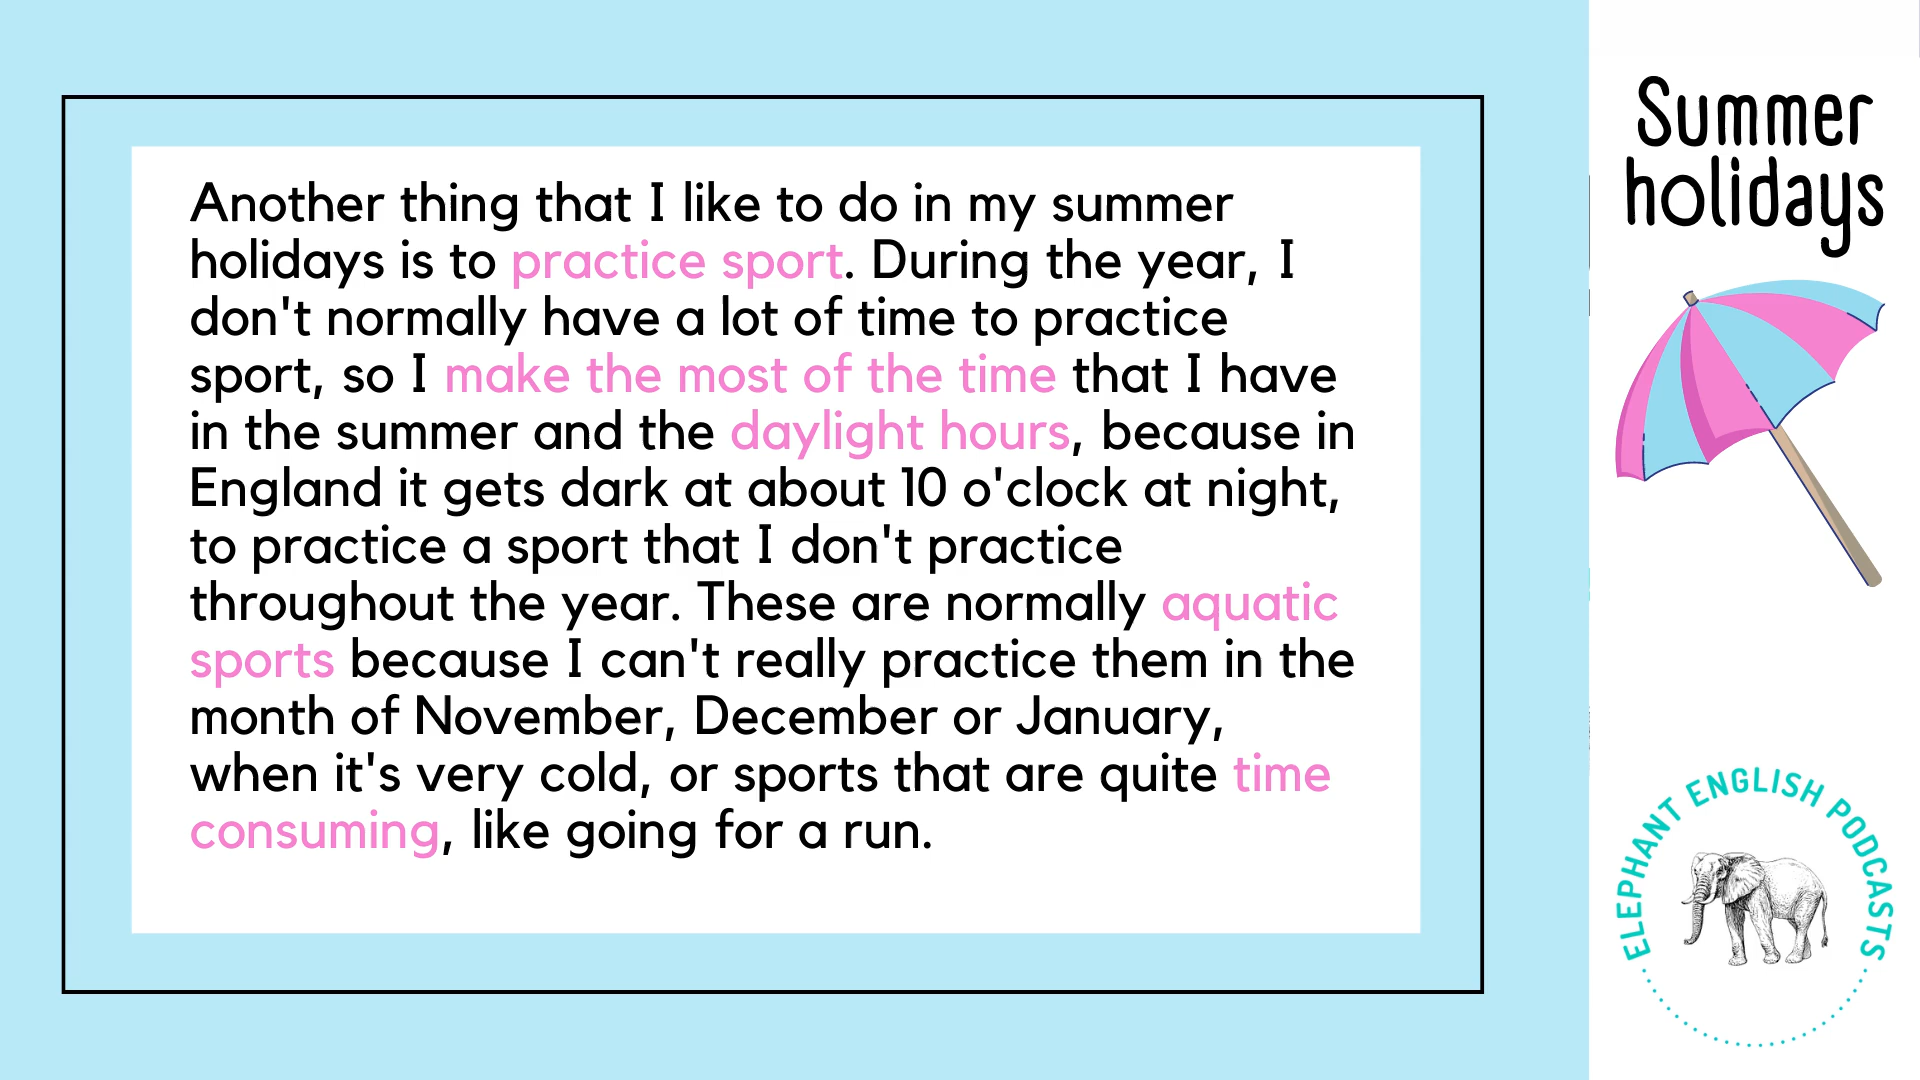 Another thing that I like to do in my summer
holidays is to practice sport. During the year, I
don't normally have a lot of time to practice
sport, so I make the most of the time that I have
in the summer and the daylight hours, because in
England it gets dark at about 10 o'clock at night,
to practice a sport that I don't practice
throughout the year. These are normally aquatic
sports because I can't really practice them in the
month of November, December or January,
when it's very cold, or sports that are quite time
consuming, like going for a run.
Summer
holidays
ELEPHANT ENGLISH PODCASTS